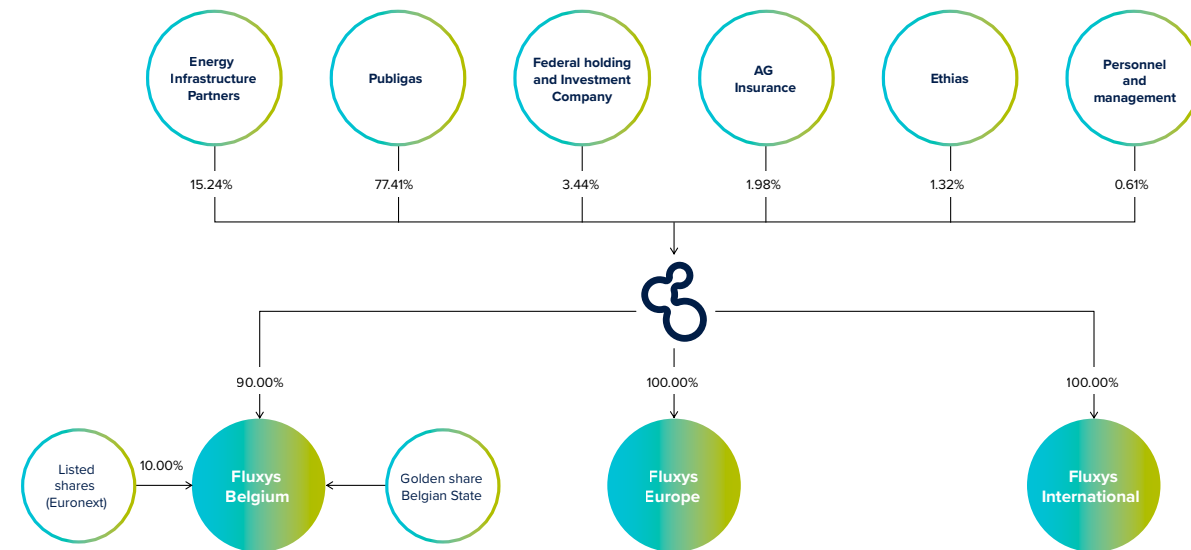 Energy
Infrastructure
Partners
Publigas
Federal holding
and Investment
Company
AG
Insurance
Ethias
Personnel
and
management
15.24%
77.41%
3.44%
1.98%
1.32%
0.61%
90.00%
100.00%
100.00%
Listed
shares
(Euronext)
10.00%
Fluxys
Belgium
Golden share
Belgian State
Fluxys
Europe
Fluxys
International